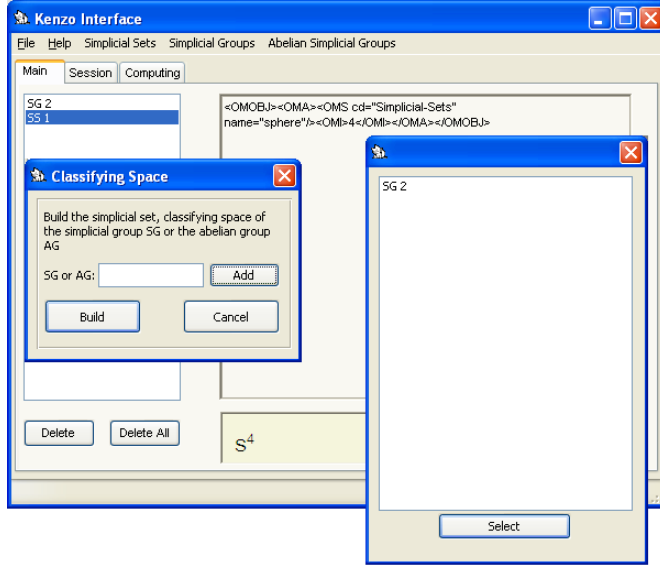 Kenzo Interface
File Help Simplicial Sets Simplicial Groups Abelian Simplicial Groups
Main Session Computing
SG 2
SS 1
<OMOBJ><OMA><OMS cd="Simplicial-Sets"
name="sphere"/><OMI>4</OMI></OMA></OMOBJ>
Classifying Space
Build the simplicial set, classifying space of
the simplicial group SG or the abelian group
AG
SG or AG: Add
Build Cancel
SG 2
Select
Delete Delete All
S⁴